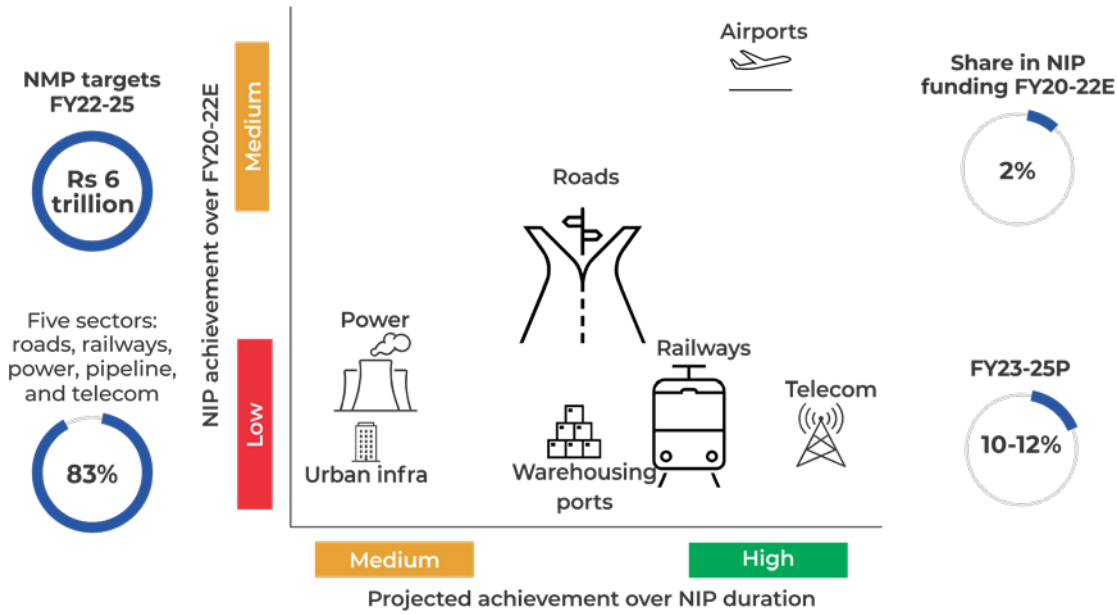 NMP targets
FY22-25
Rs 6
trillion
Five sectors:
roads, railways,
power, pipeline,
and telecom
83%
NIP achievement over FY20-22E
Medium
Low
Airports
Roads
Power
Railways
Telecom
Urban infra
Warehousing
ports
Medium
High
Projected achievement over NIP duration
Share in NIP
funding FY20-22E
2%
FY23-25P
10-12%